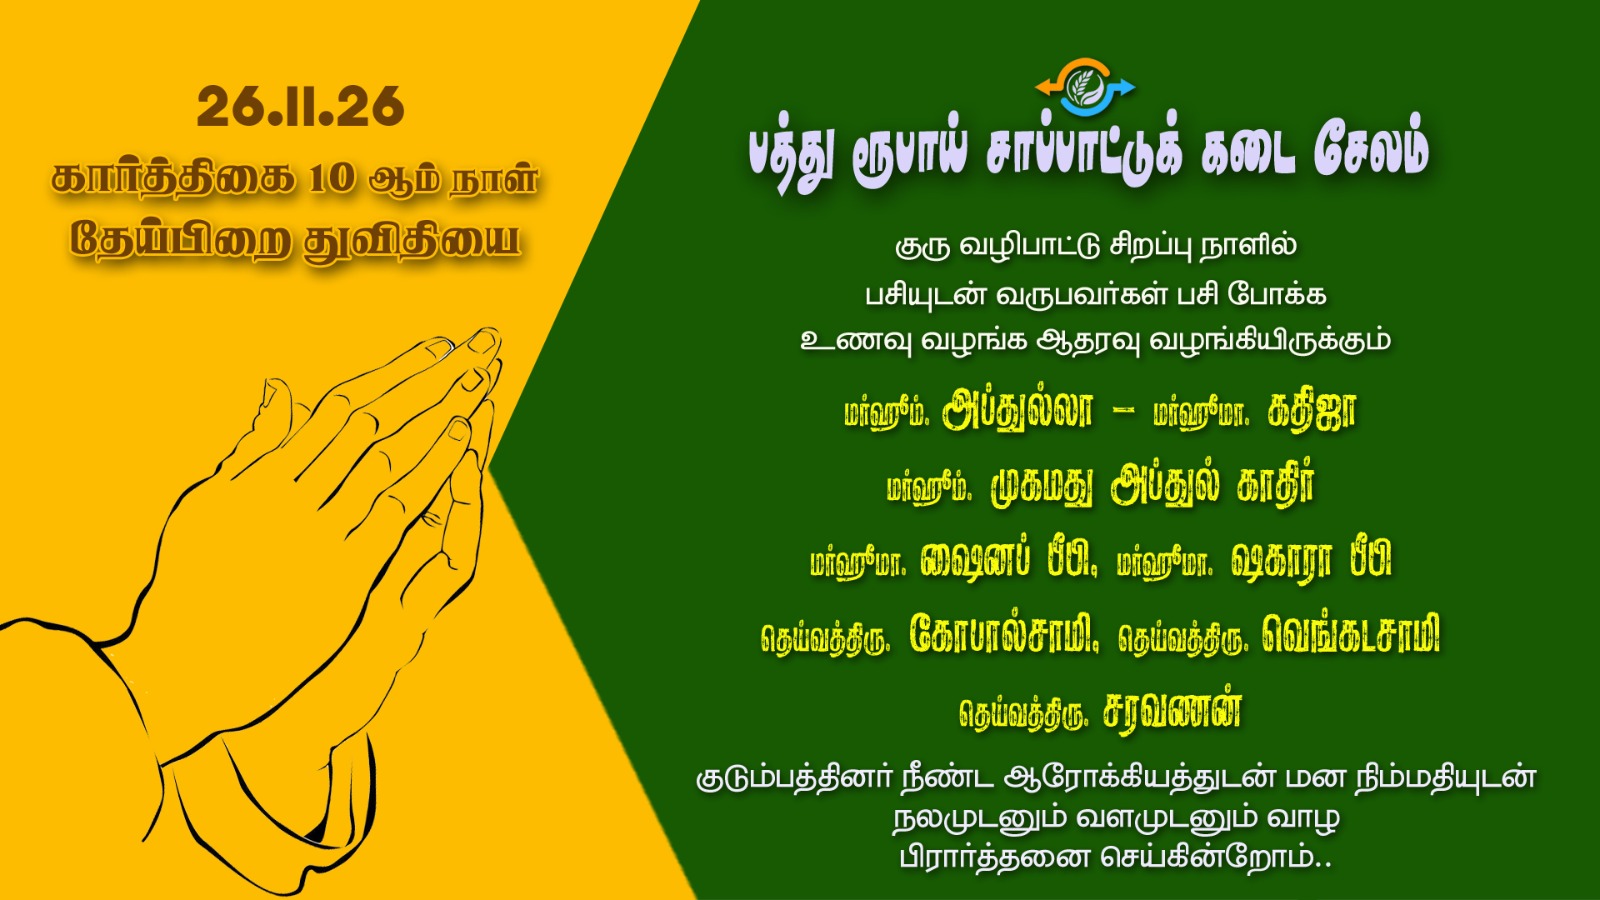 26.11.26
கார்த்திகை 10 ஆம் நாள்
தேய்பிறை துவிதியை
பத்து ரூபாய் சாப்பாட்டுக் கடை சேலம்
குரு வழிபாட்டு சிறப்பு நாளில்
பசியுடன் வருபவர்கள் பசி போக்க
உணவு வழங்க ஆதரவு வழங்கியிருக்கும்
மர்ஹூம். அப்துல்லா - மர்ஹூமா. கதிஜா
மர்ஹூம். முகமது அப்துல் காதிர்
மர்ஹூமா. ஷைனப் பீபி, மர்ஹூமா. ஷகாரா பீபி
தெய்வத்திரு. கோபால்சாமி, தெய்வத்திரு. வெங்கடசாமி
தெய்வத்திரு. சரவணன்
குடும்பத்தினர் நீண்ட ஆரோக்கியத்துடன் மன நிம்மதியுடன்
நலமுடனும் வளமுடனும் வாழ
பிரார்த்தனை செய்கின்றோம்..